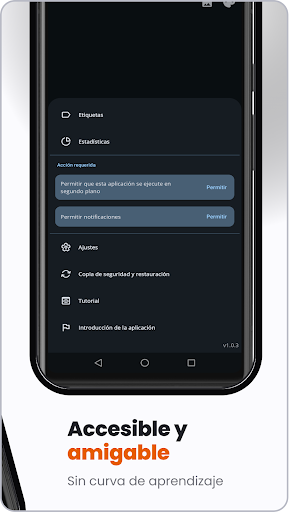 Etiquetas
Estadísticas
Acción requerida
Permitir que esta aplicación se ejecute en
segundo plano
Permitir
Permitir notificaciones
Permitir
Ajustes
Copia de seguridad y restauración
Tutorial
Introducción de la aplicación
v1.0.3
Accesible y
amigable
Sin curva de aprendizaje